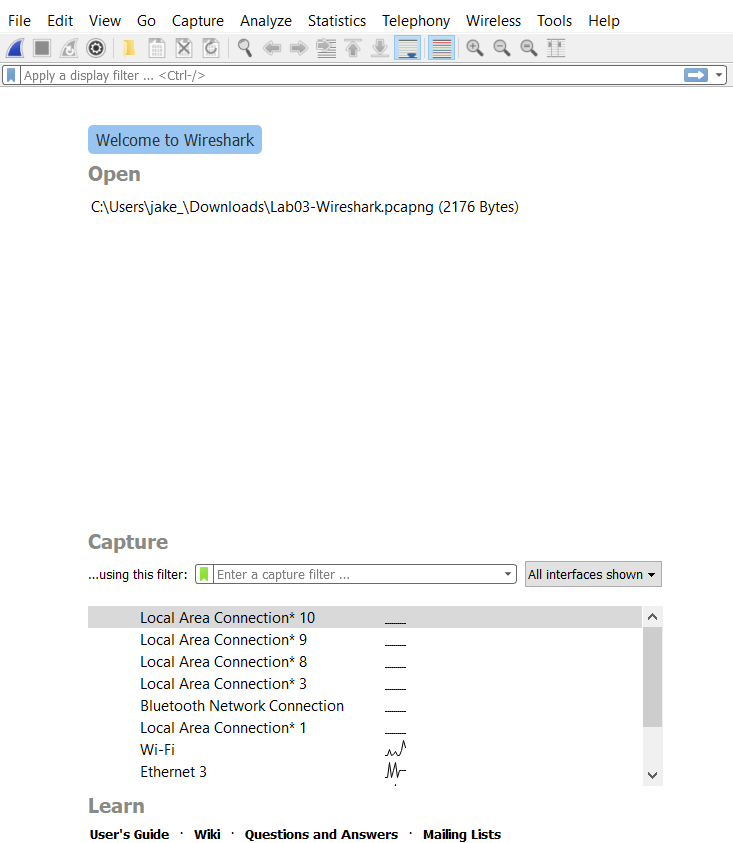 File Edit View Go Capture Analyze Statistics Telephony Wireless Tools Help
Apply a display filter ... <Ctrl-/>
Welcome to Wireshark
Open
C:\Users\jake_\Downloads\Lab03-Wireshark.pcapng (2176 Bytes)
Capture
...using this filter: Enter a capture filter ... All interfaces shown
Local Area Connection* 10
Local Area Connection* 9
Local Area Connection* 8
Local Area Connection* 3
Bluetooth Network Connection
Local Area Connection* 1
Wi-Fi
Ethernet 3
Learn
User's Guide · Wiki · Questions and Answers · Mailing Lists